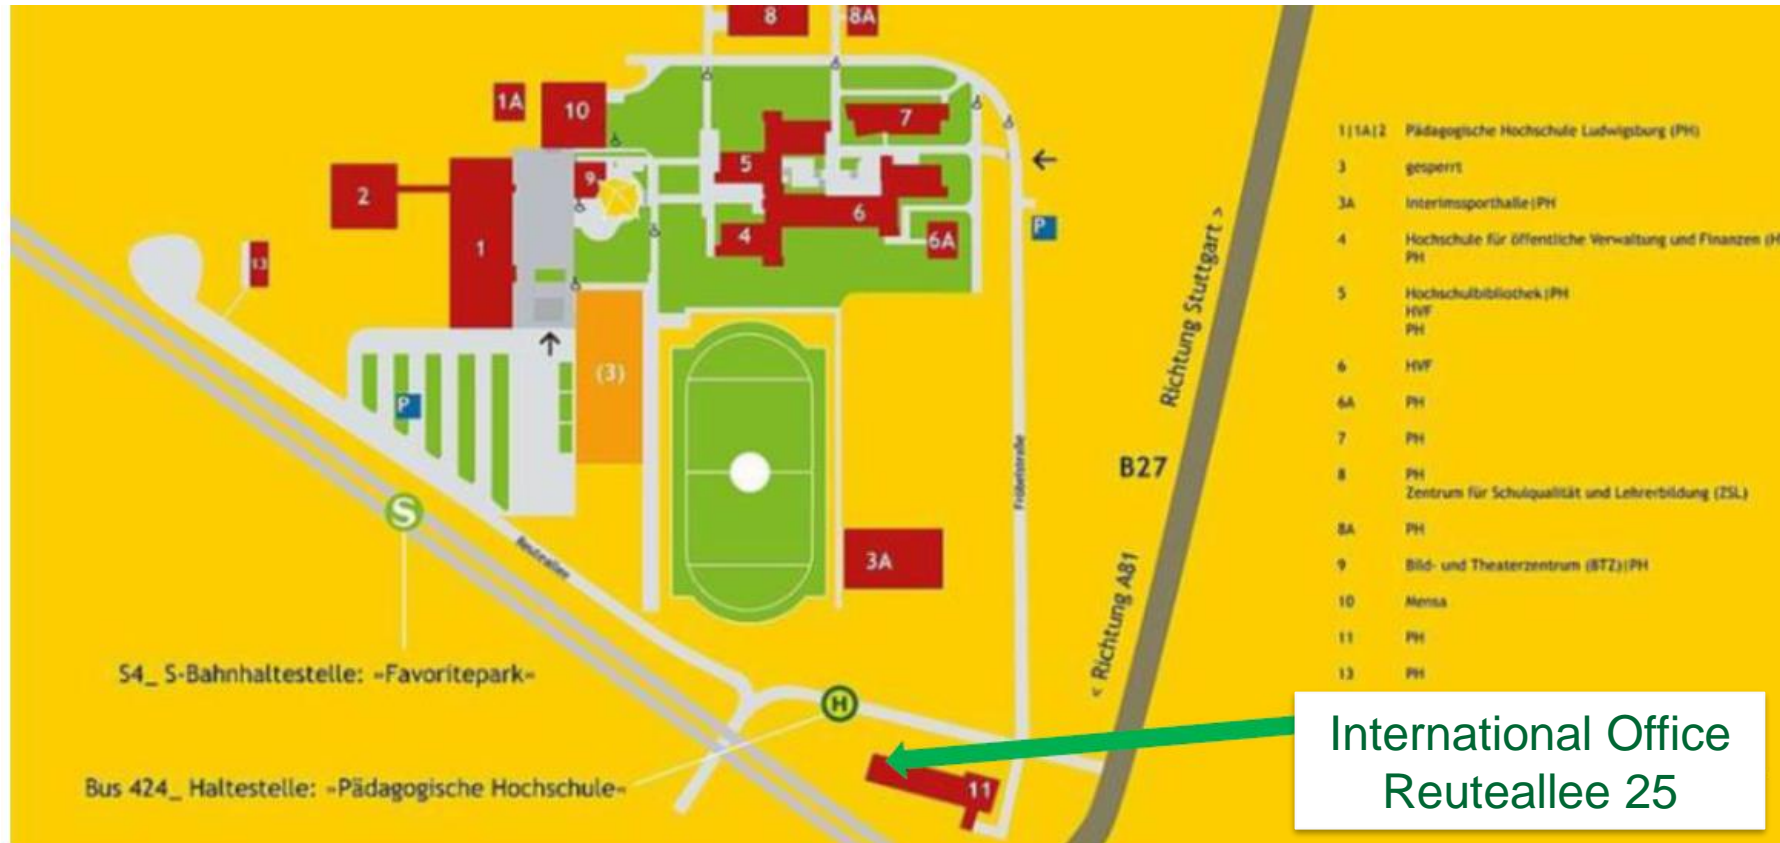 8
8A
1A
10
7
5
9
2
1
6
4
6A
13
P
(3)
P
S
Reuteallee
3A
Fröbelstraße
B27
Richtung Stuttgart >
< Richtung A81
S4_ S-Bahnhaltestelle: »Favoritepark«
H
Bus 424_ Haltestelle: »Pädagogische Hochschule«
11
1|1A|2 Pädagogische Hochschule Ludwigsburg (PH)
3 gesperrt
3A Interimssporthalle|PH
4 Hochschule für öffentliche Verwaltung und Finanzen (H
PH
5 Hochschulbibliothek|PH
HVF
PH
6 HVF
6A PH
7 PH
8 PH
Zentrum für Schulqualität und Lehrerbildung (ZSL)
8A PH
9 Bild- und Theaterzentrum (BTZ)|PH
10 Mensa
11 PH
13 PH
International Office
Reuteallee 25